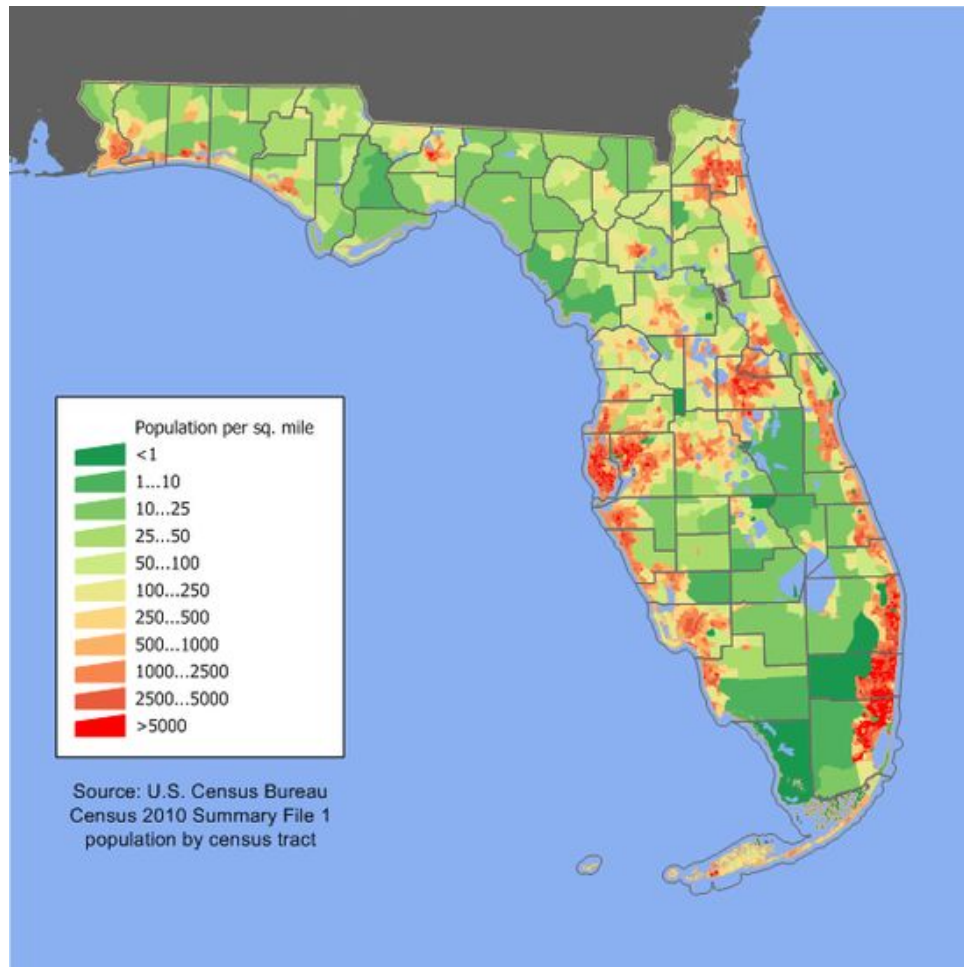 Population per sq. mile
<1
1...10
10...25
25...50
50...100
100...250
250...500
500...1000
1000...2500
2500...5000
>5000
Source: U.S. Census Bureau
Census 2010 Summary File 1
population by census tract